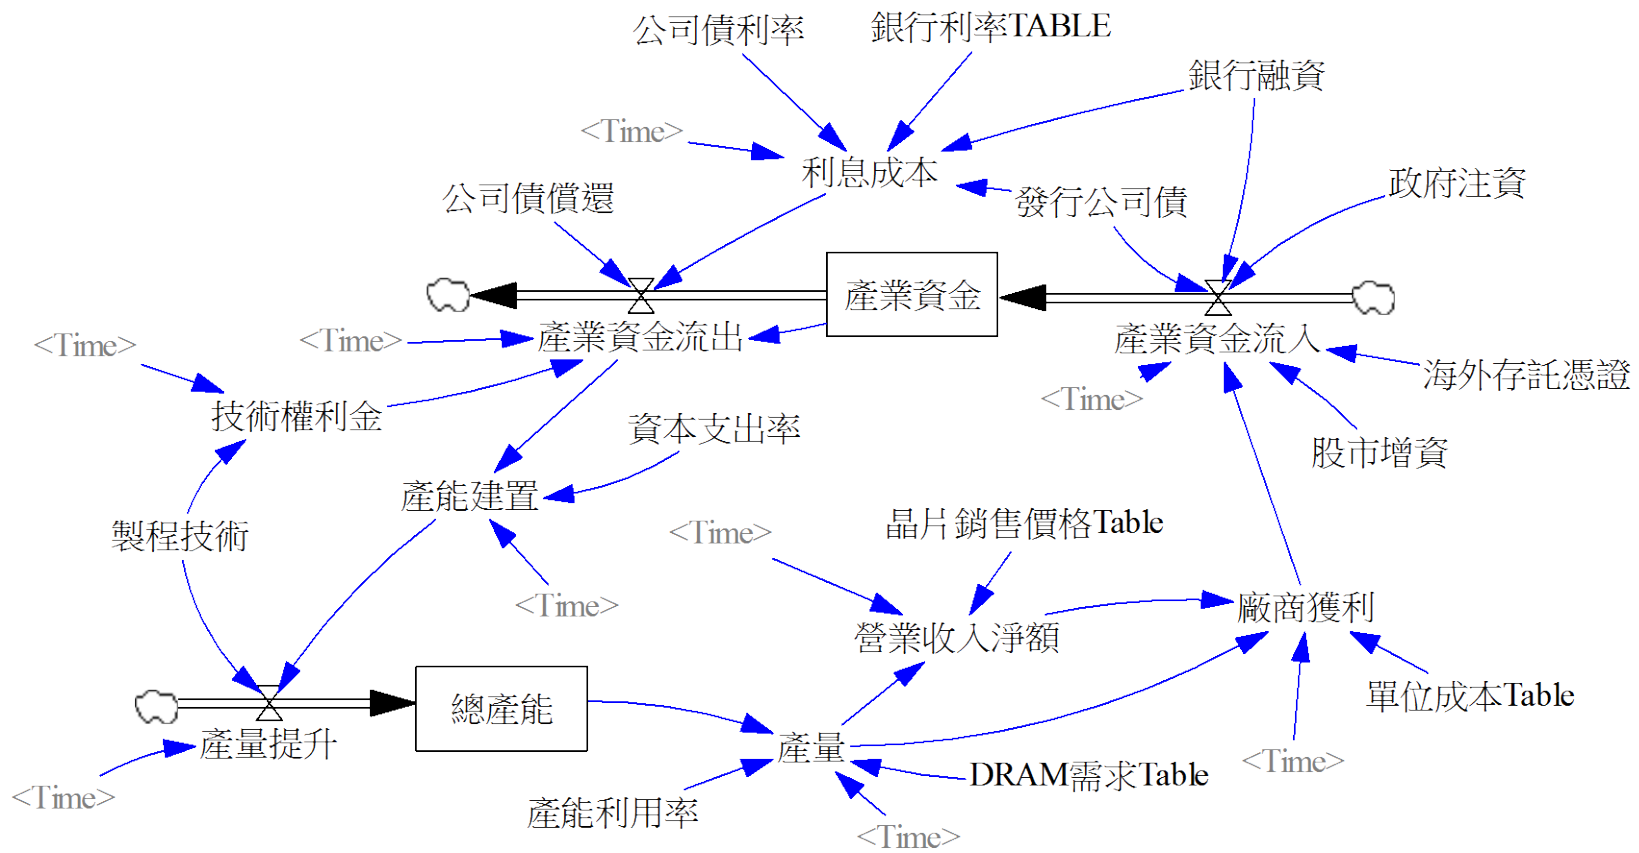 公司債利率
銀行利率TABLE
銀行融資
<Time>
利息成本
公司債償還
發行公司債
政府注資
產業資金
<Time>
<Time>
產業資金流出
產業資金流入
海外存託憑證
<Time>
技術權利金
資本支出率
股市增資
產能建置
製程技術
<Time>
晶片銷售價格Table
<Time>
廠商獲利
營業收入淨額
總產能
單位成本Table
產量提升
產量
<Time>
DRAM需求Table
<Time>
產能利用率
<Time>